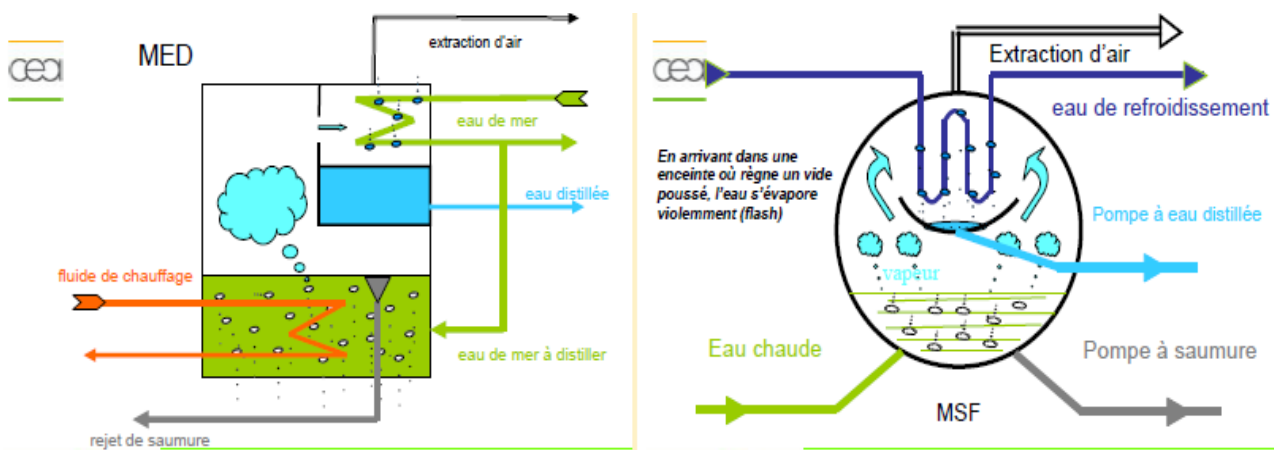 cea
MED
extraction d'air
eau de mer
eau distillée
fluide de chauffage
eau de mer à distiller
rejet de saumure
cea
Extraction d'air
eau de refroidissement
En arrivant dans une
enceinte où règne un vide
poussé, l'eau s'évapore
violemment (flash)
Pompe à eau distillée
vapeur
Eau chaude
Pompe à saumure
MSF